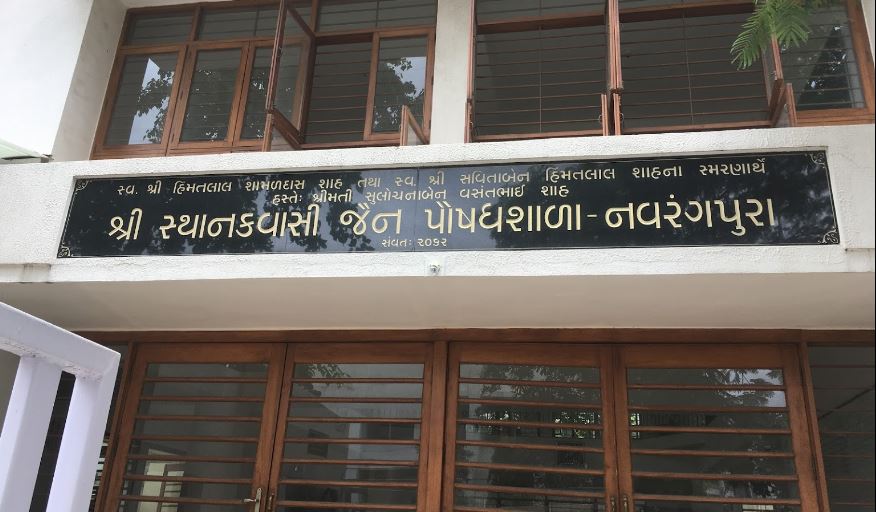 સ્વ. શ્રી હિંમતલાલ શામળદાસ શાહ તથા સ્વ. શ્રી સવિતાબેન હિંમતલાલ શાહના સ્મરણાર્થે
હસ્તેઃ શ્રીમતી સુલોચનાબેન વસંતભાઈ શાહ
શ્રી સ્થાનકવાસી જૈન પોષધશાળા - નવરંગપુરા
સંવતઃ ૨૦૬૨